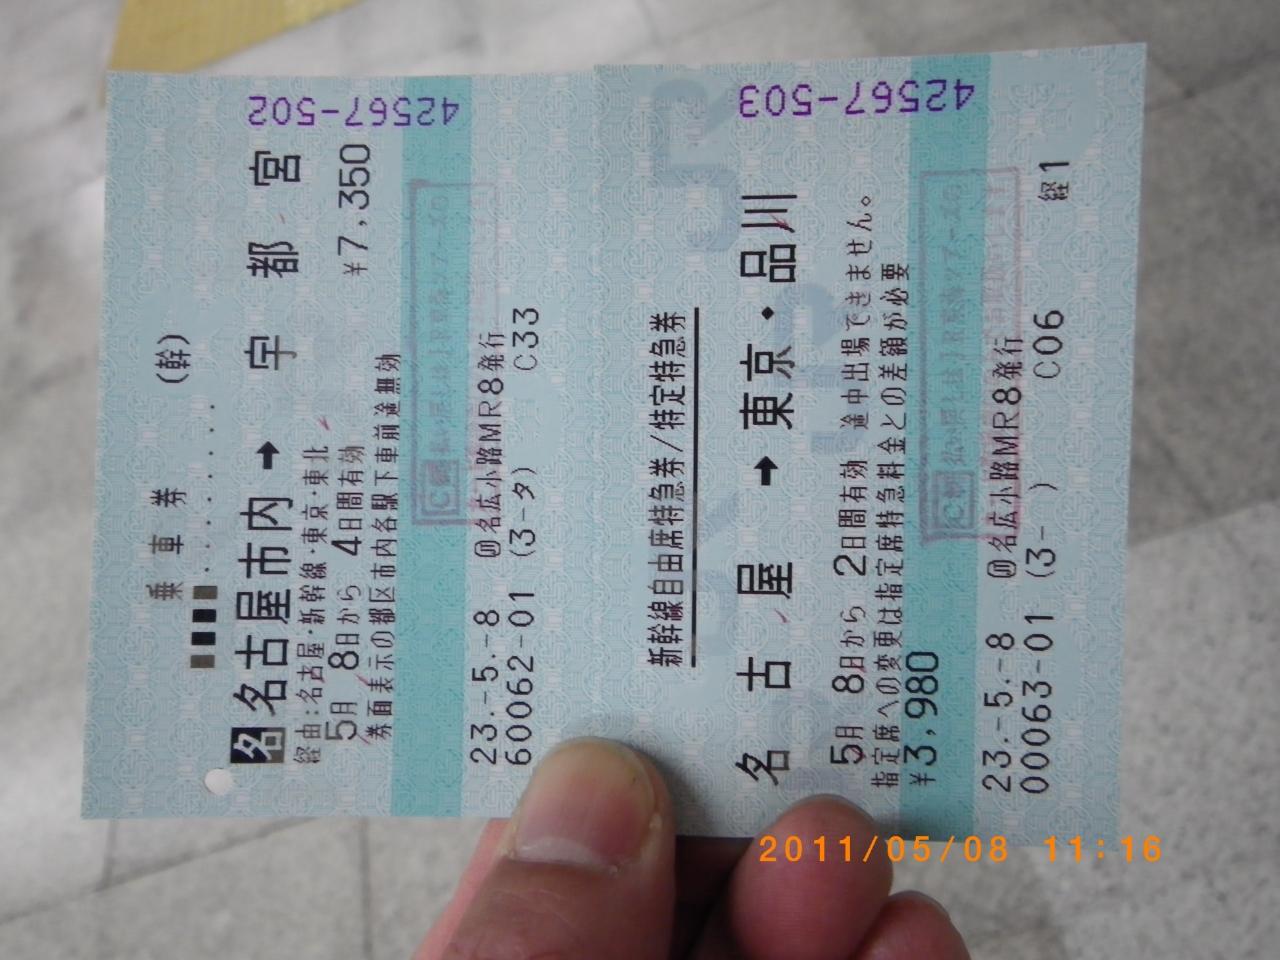 42567-502
乗車券
(幹)
名 名古屋市内 → 宇都宮
経由:名古屋・新幹線・東京・東北
5月 8日から 4日間有効 ¥7,350
券面表示の都区市内各駅下車前途無効
23.-5.-8 名広小路MR8発行
60062-01 (3-タ) C33
42567-503
新幹線自由席特急券/特定特急券
名古屋 → 東京・品川
5月 8日から 2日間有効 途中出場できません。
指定席への変更は指定席特急料金との差額が必要
¥3,980
23.-5.-8 名広小路MR8発行
00063-01 (3- ) C06
経1
2011/05/08 11:16